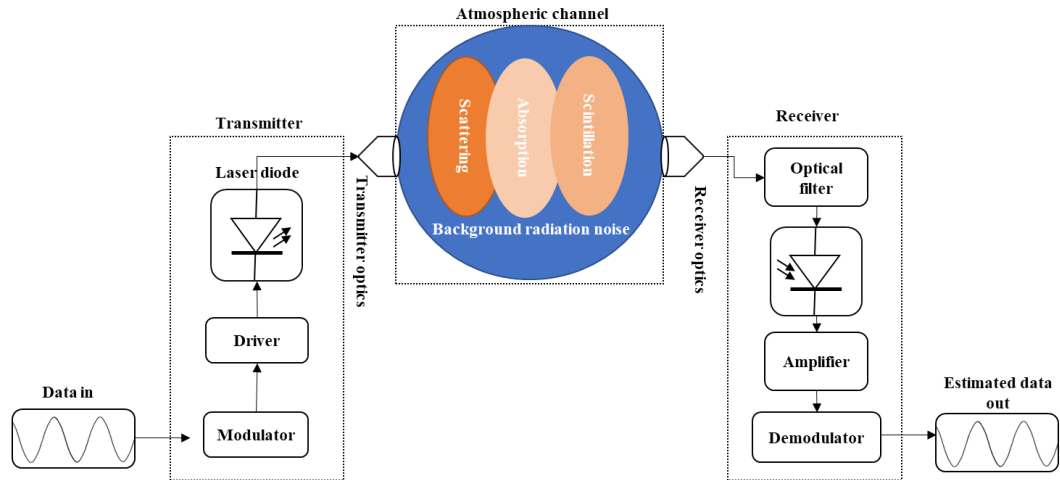 Atmospheric channel
Transmitter
Receiver
Scattering
Absorption
Scintillation
Background radiation noise
Laser diode
Transmitter optics
Receiver optics
Optical
filter
Driver
Amplifier
Data in
Modulator
Demodulator
Estimated data
out